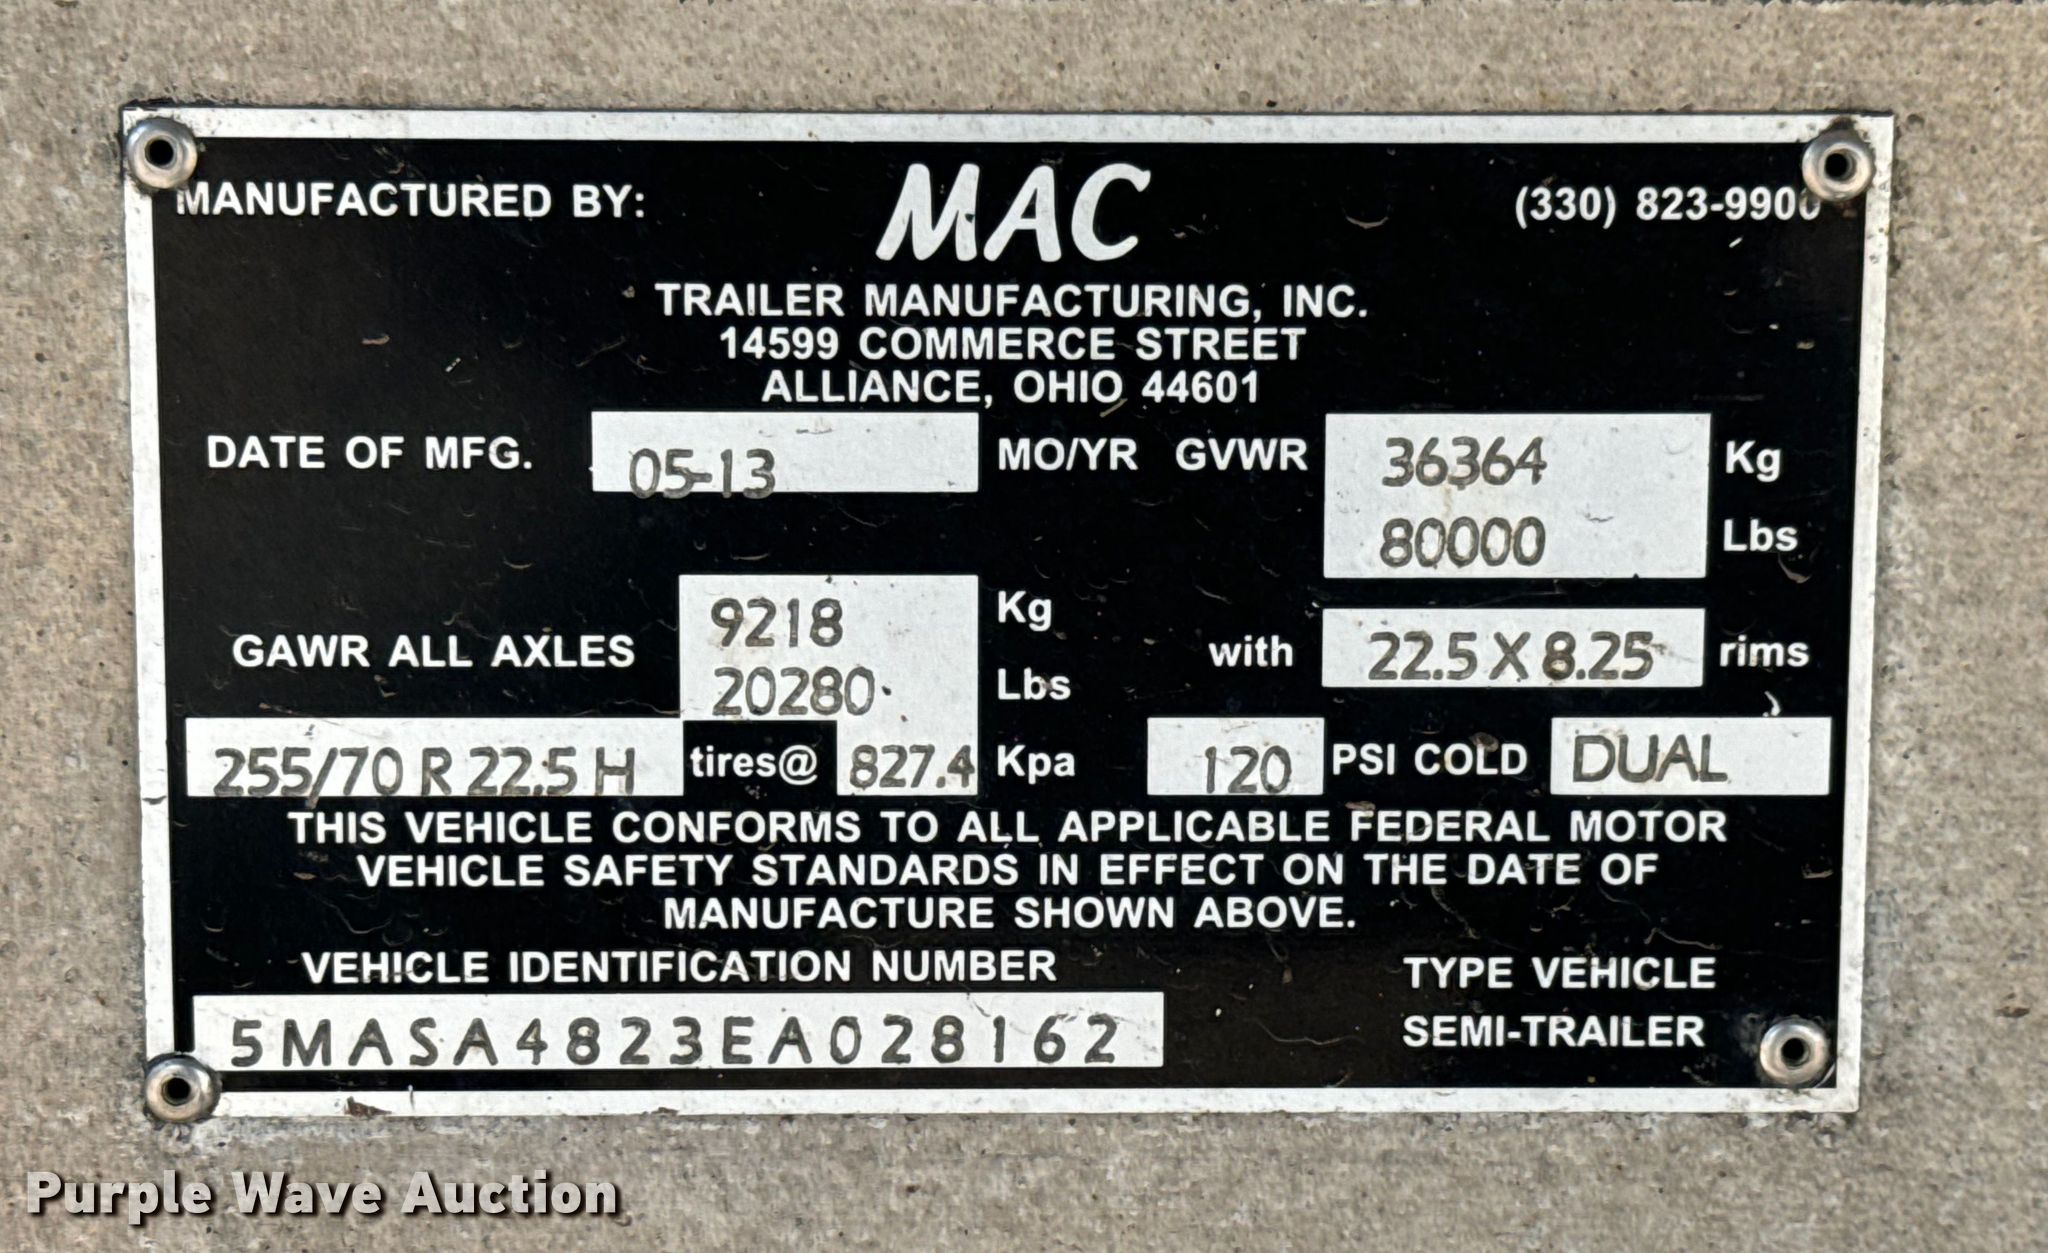 MANUFACTURED BY: MAC (330) 823-9900
TRAILER MANUFACTURING, INC.
14599 COMMERCE STREET
ALLIANCE, OHIO 44601
DATE OF MFG. 05-13 MO/YR GVWR 36364 Kg
80000 Lbs
GAWR ALL AXLES 9218 Kg
20280 Lbs with 22.5 X 8.25 rims
255/70 R 22.5 H tires@ 827.4 Kpa 120 PSI COLD DUAL
THIS VEHICLE CONFORMS TO ALL APPLICABLE FEDERAL MOTOR
VEHICLE SAFETY STANDARDS IN EFFECT ON THE DATE OF
MANUFACTURE SHOWN ABOVE.
VEHICLE IDENTIFICATION NUMBER TYPE VEHICLE
5MASA4823EA028162 SEMI-TRAILER
Purple Wave Auction